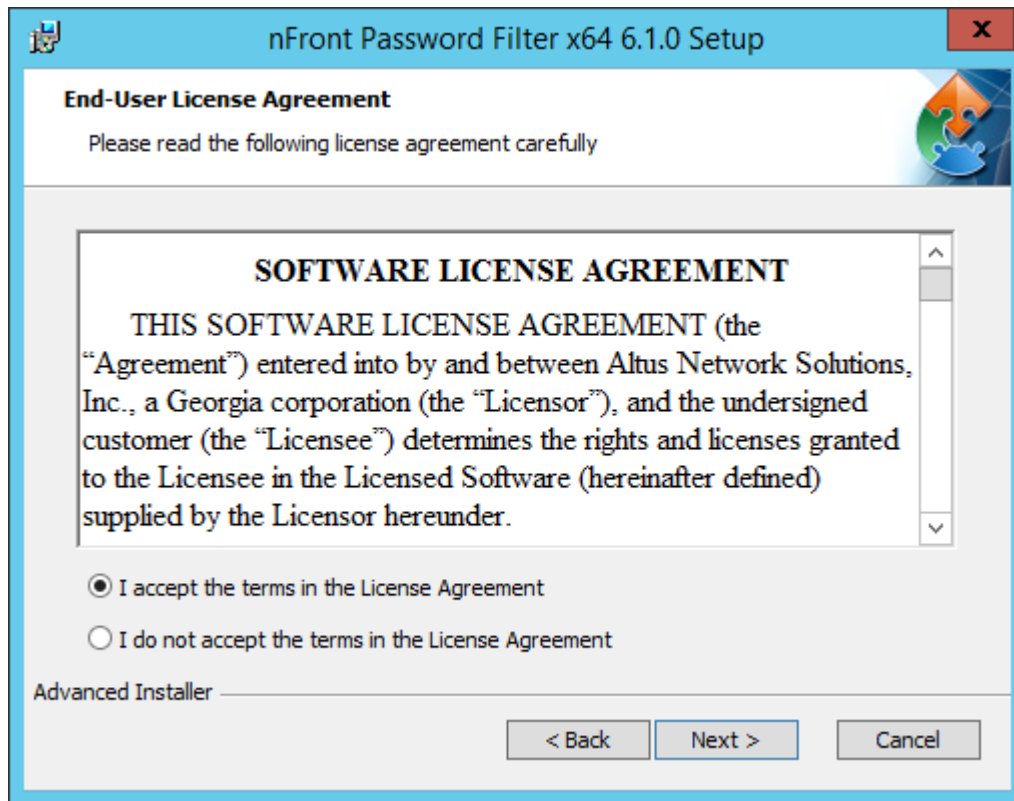 nFront Password Filter x64 6.1.0 Setup
x
End-User License Agreement
Please read the following license agreement carefully
SOFTWARE LICENSE AGREEMENT
THIS SOFTWARE LICENSE AGREEMENT (the
“Agreement”) entered into by and between Altus Network Solutions,
Inc., a Georgia corporation (the “Licensor”), and the undersigned
customer (the “Licensee”) determines the rights and licenses granted
to the Licensee in the Licensed Software (hereinafter defined)
supplied by the Licensor hereunder.
I accept the terms in the License Agreement
I do not accept the terms in the License Agreement
Advanced Installer
< Back
Next >
Cancel